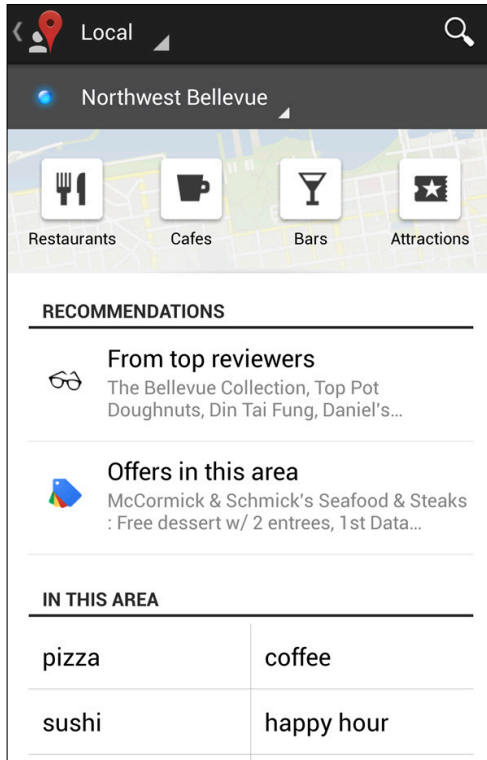 Local
Northwest Bellevue
Restaurants
Cafes
Bars
Attractions
RECOMMENDATIONS
From top reviewers
The Bellevue Collection, Top Pot
Doughnuts, Din Tai Fung, Daniel's...
Offers in this area
McCormick & Schmick's Seafood & Steaks
: Free dessert w/ 2 entrees, 1st Data...
IN THIS AREA
pizza
coffee
sushi
happy hour